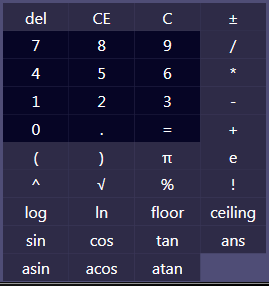 del CE C ±
7 8 9 /
4 5 6 *
1 2 3 -
0 . = +
( ) π e
^ √ % !
log ln floor ceiling
sin cos tan ans
asin acos atan